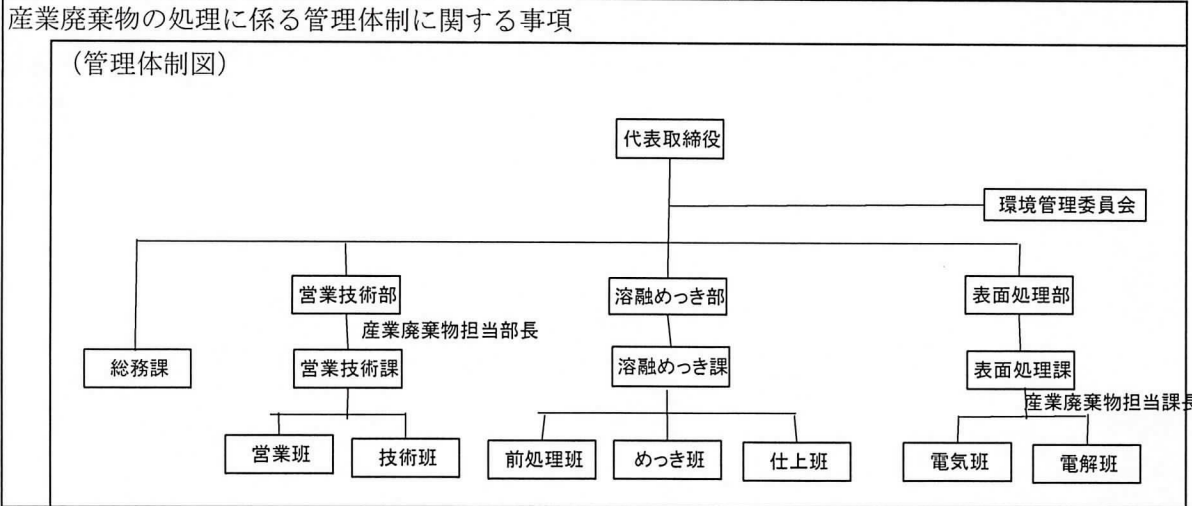 産業廃棄物の処理に係る管理体制に関する事項
（管理体制図）
代表取締役
環境管理委員会
営業技術部
溶融めっき部
表面処理部
産業廃棄物担当部長
総務課
営業技術課
溶融めっき課
表面処理課
産業廃棄物担当課長
営業班
技術班
前処理班
めっき班
仕上班
電気班
電解班